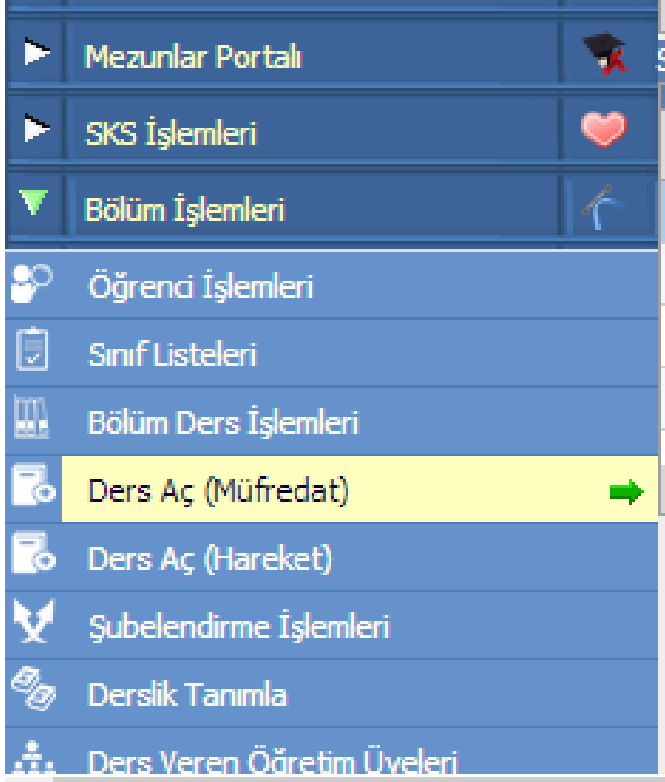 Mezunlar Portalı
SKS İşlemleri
Bölüm İşlemleri
Öğrenci İşlemleri
Sınıf Listeleri
Bölüm Ders İşlemleri
Ders Aç (Müfredat)
Ders Aç (Hareket)
Şubelendirme İşlemleri
Derslik Tanımla
Ders Veren Öğretim Üyeleri